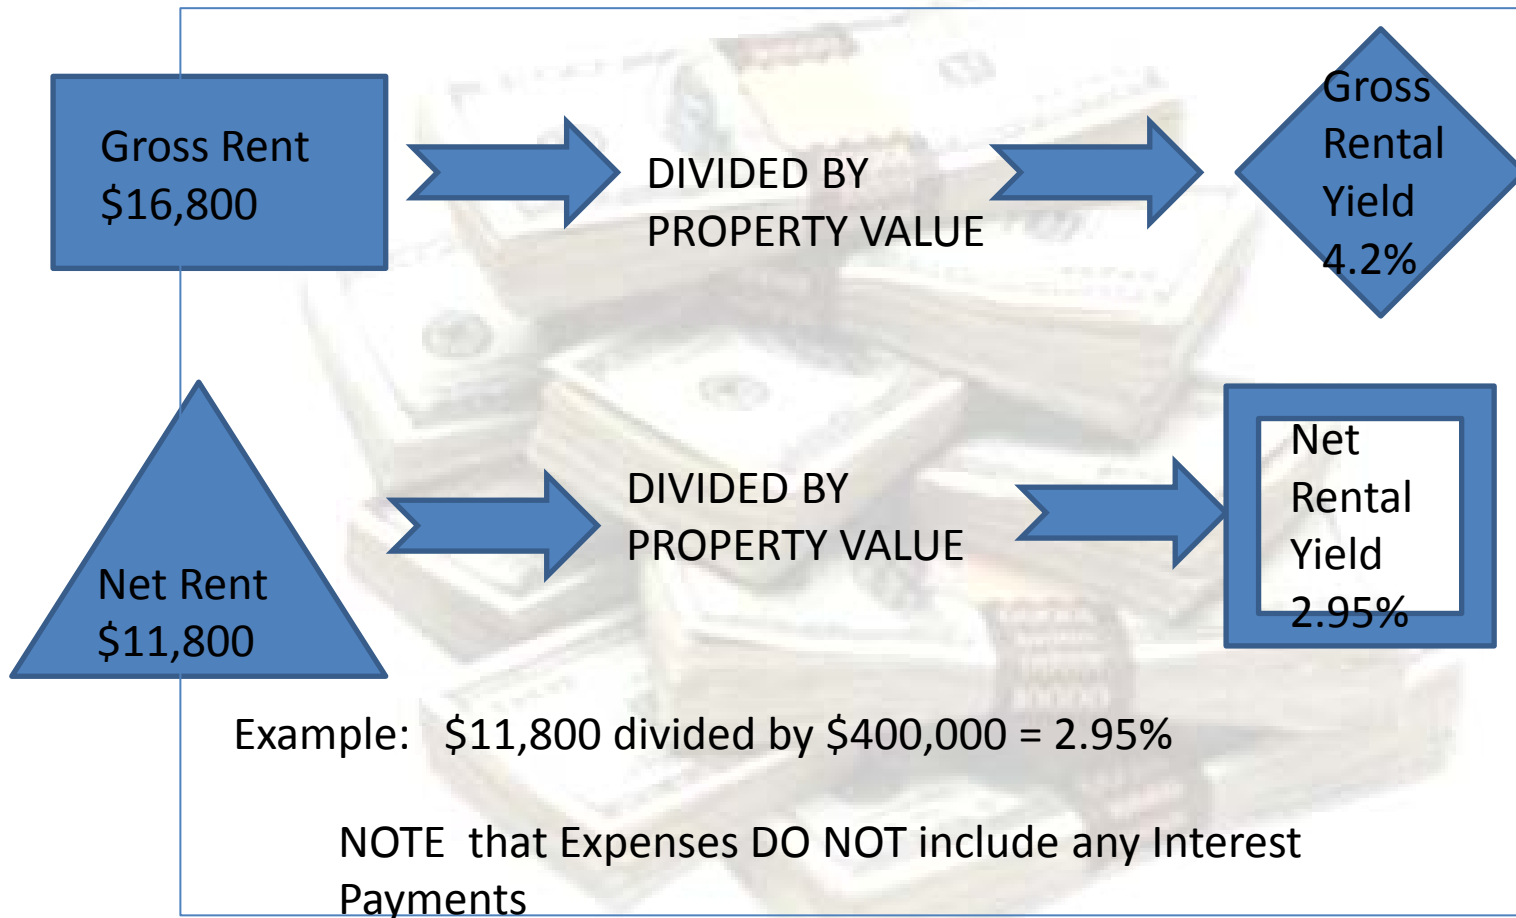 Gross Rent
$16,800
DIVIDED BY
PROPERTY VALUE
Gross
Rental
Yield
4.2%
Net Rent
$11,800
DIVIDED BY
PROPERTY VALUE
Net
Rental
Yield
2.95%
Example: $11,800 divided by $400,000 = 2.95%
NOTE that Expenses DO NOT include any Interest
Payments